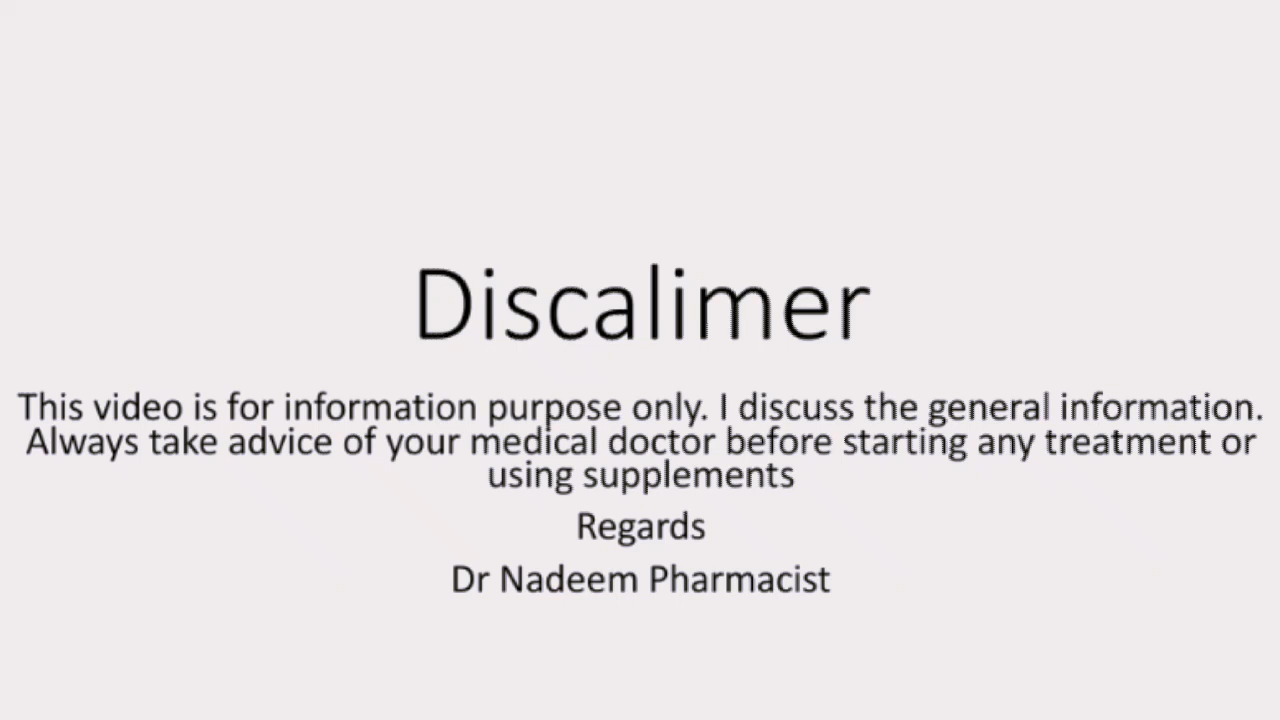 Discalimer
This video is for information purpose only. I discuss the general information.
Always take advice of your medical doctor before starting any treatment or
using supplements
Regards
Dr Nadeem Pharmacist